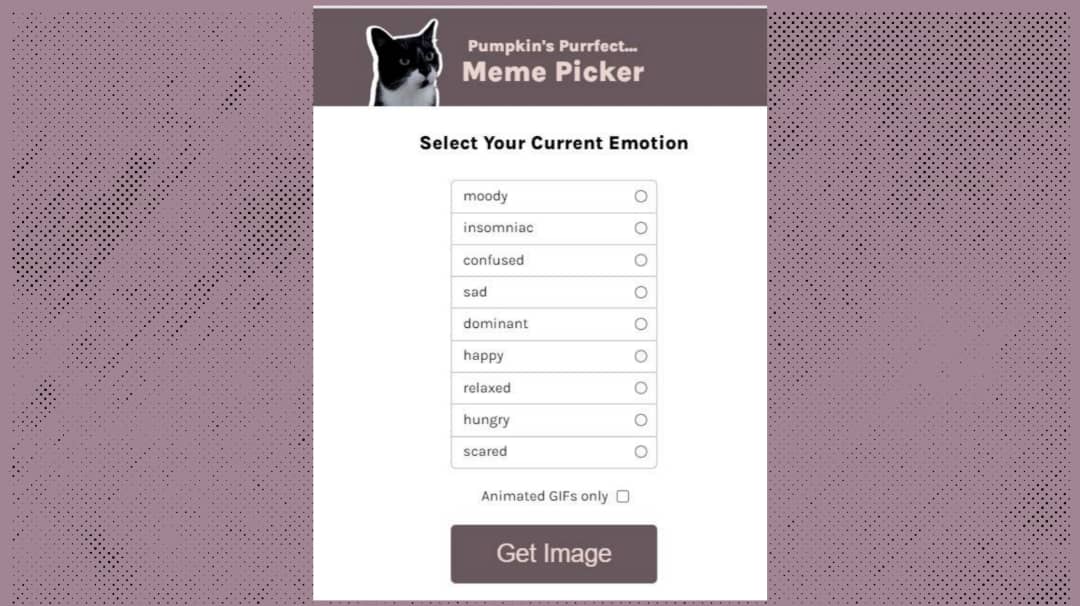 Pumpkin's Purrfect...
Meme Picker
Select Your Current Emotion
moody
insomniac
confused
sad
dominant
happy
relaxed
hungry
scared
Animated GIFs only
Get Image